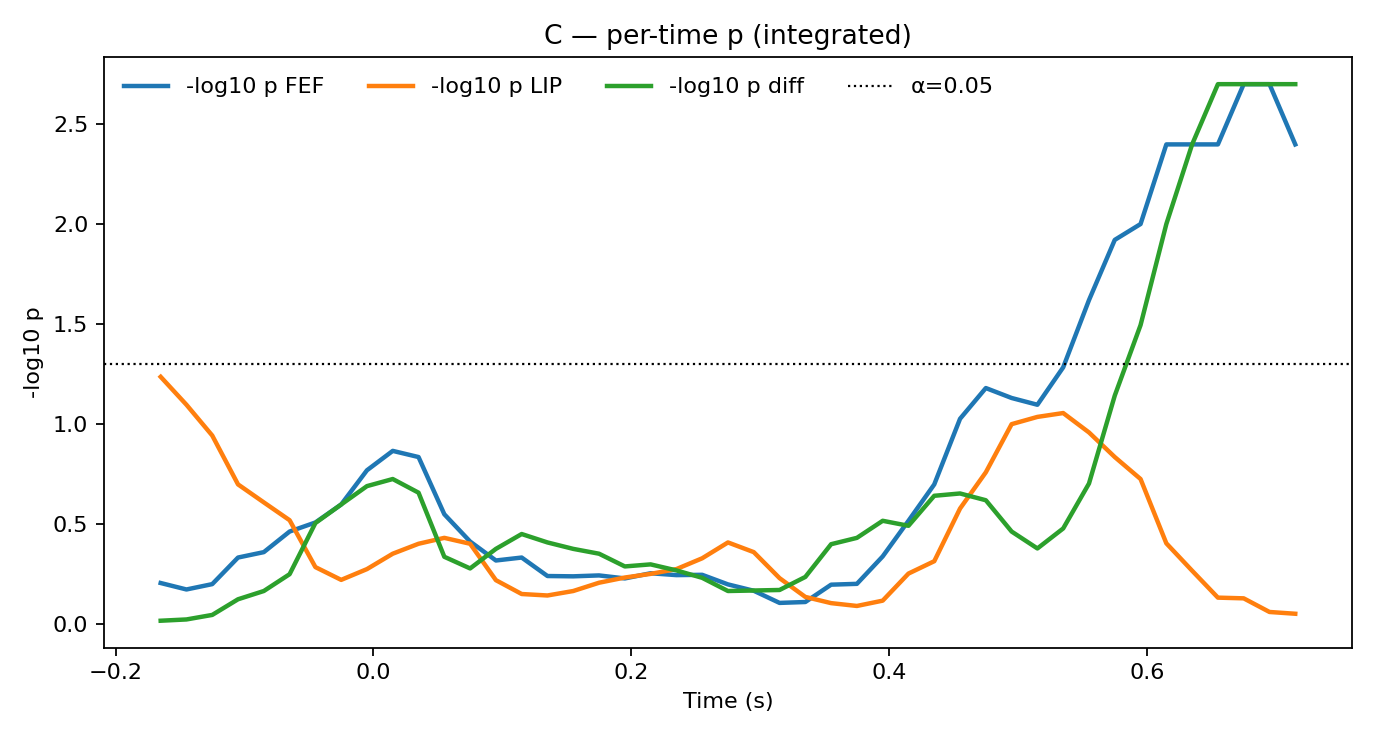 C — per-time p (integrated)
-log10 p FEF -log10 p LIP -log10 p diff α=0.05
2.5
2.0
1.5
1.0
0.5
0.0
-log10 p
−0.2 0.0 0.2 0.4 0.6
Time (s)